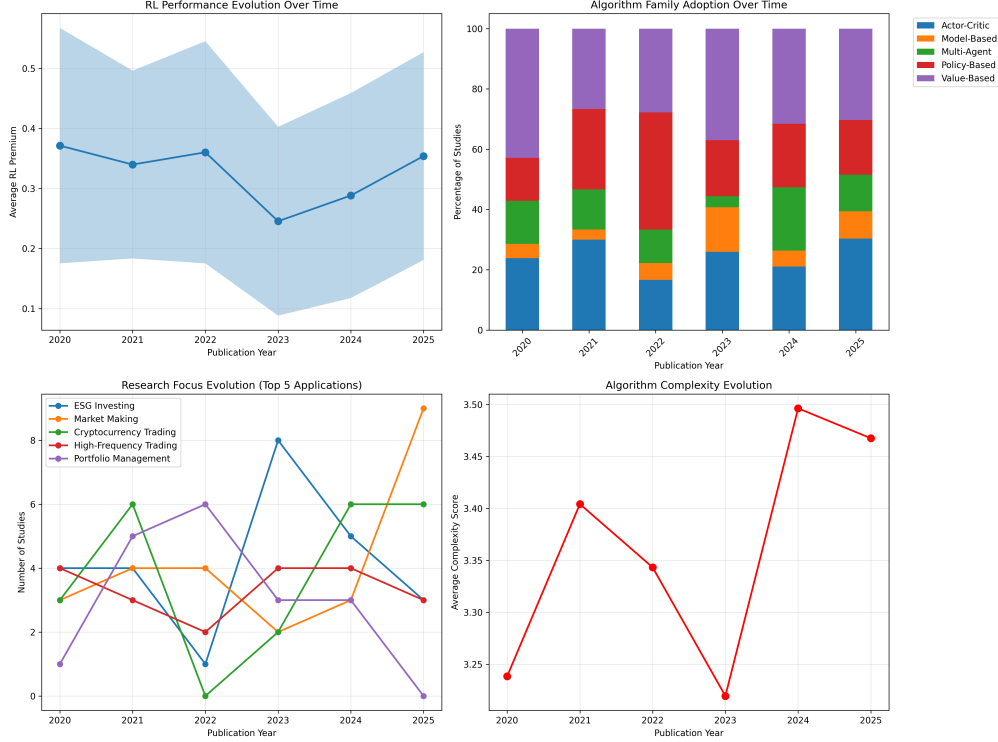 RL Performance Evolution Over Time
Average RL Premium
0.5
0.4
0.3
0.2
0.1
2020 2021 2022 2023 2024 2025
Publication Year
Algorithm Family Adoption Over Time
Percentage of Studies
100
80
60
40
20
0
2020 2021 2022 2023 2024 2025
Publication Year
Actor-Critic
Model-Based
Multi-Agent
Policy-Based
Value-Based
Research Focus Evolution (Top 5 Applications)
ESG Investing
Market Making
Cryptocurrency Trading
High-Frequency Trading
Portfolio Management
Number of Studies
8
6
4
2
0
2020 2021 2022 2023 2024 2025
Publication Year
Algorithm Complexity Evolution
Average Complexity Score
3.50
3.45
3.40
3.35
3.30
3.25
2020 2021 2022 2023 2024 2025
Publication Year